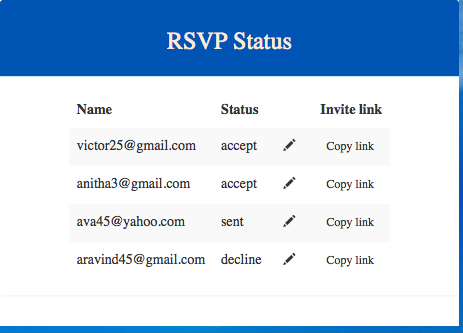 RSVP Status
Name Status Invite link
victor25@gmail.com accept Copy link
anitha3@gmail.com accept Copy link
ava45@yahoo.com sent Copy link
aravind45@gmail.com decline Copy link